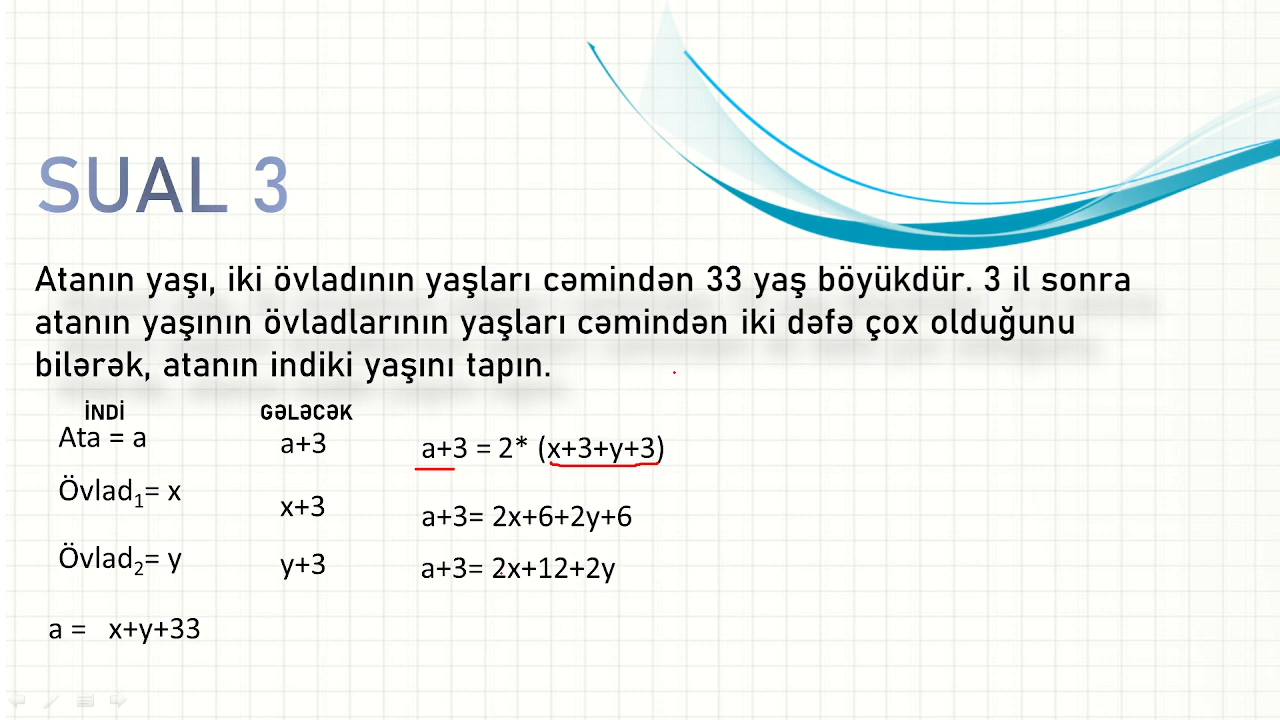 SUAL 3
Atanın yaşı, iki övladının yaşları cəmindən 33 yaş böyükdür. 3 il sonra
atanın yaşının övladlarının yaşları cəmindən iki dəfə çox olduğunu
bilərək, atanın indiki yaşını tapın.
İNDİ GƏLƏCƏK
Ata = a a+3 a+3 = 2* (x+3+y+3)
Övlad₁= x x+3 a+3= 2x+6+2y+6
Övlad₂= y y+3 a+3= 2x+12+2y
a = x+y+33